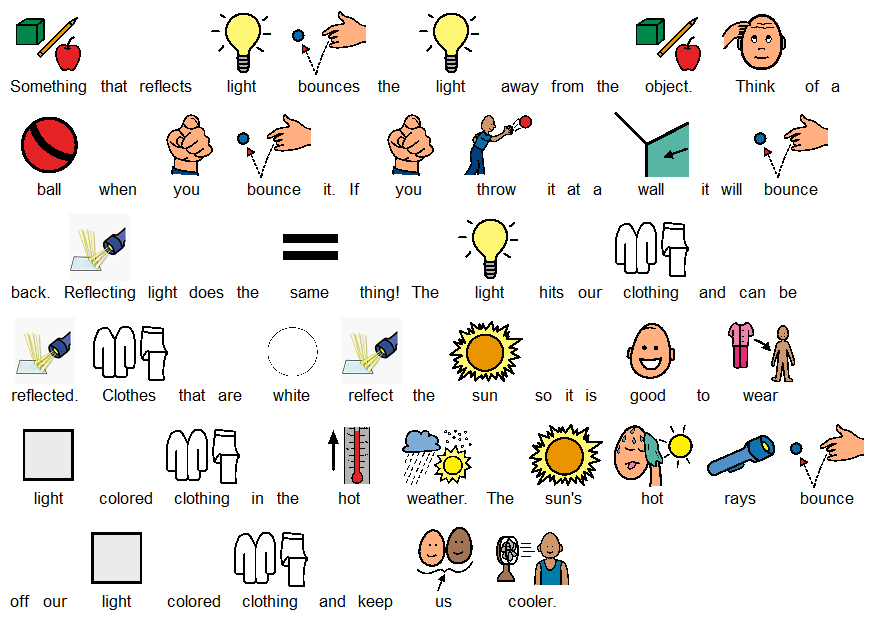 Something that reflects light bounces the light away from the object. Think of a
ball when you bounce it. If you throw it at a wall it will bounce
back. Reflecting light does the same thing! The light hits our clothing and can be
reflected. Clothes that are white relfect the sun so it is good to wear
light colored clothing in the hot weather. The sun's hot rays bounce
off our light colored clothing and keep us cooler.